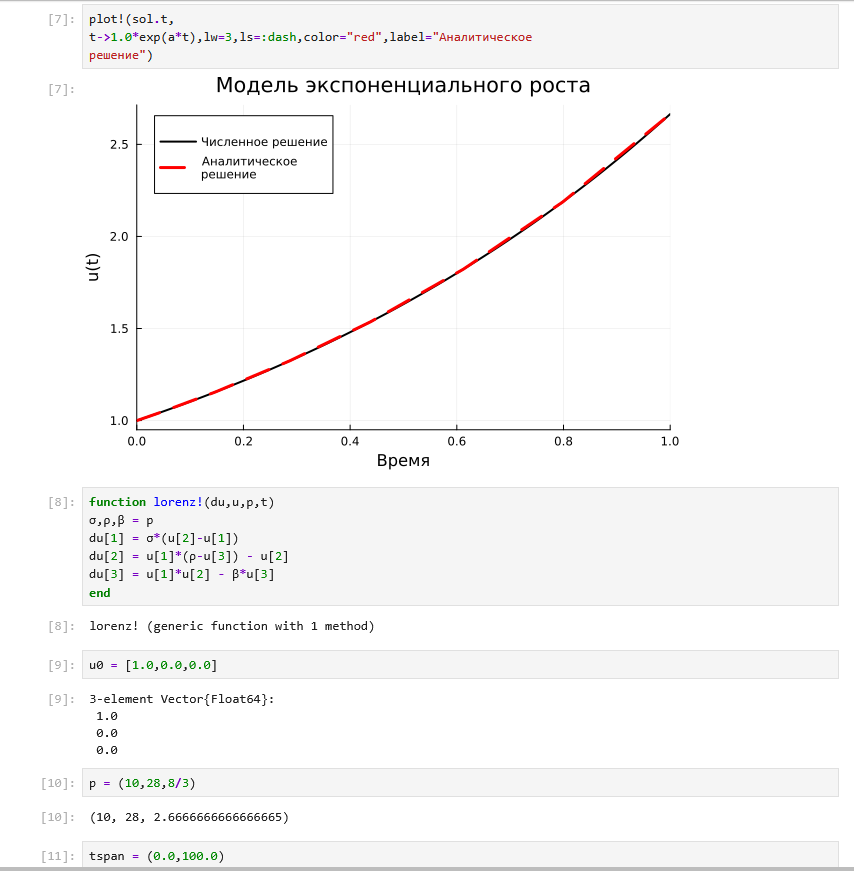 [7]: plot!(sol.t,
t->1.0*exp(a*t),lw=3,ls=:dash,color="red",label="Аналитическое
решение")
[7]:
Модель экспоненциального роста
Численное решение
Аналитическое
решение
2.5
2.0
1.5
1.0
u(t)
0.0 0.2 0.4 0.6 0.8 1.0
Время
[8]: function lorenz!(du,u,p,t)
σ,ρ,β = p
du[1] = σ*(u[2]-u[1])
du[2] = u[1]*(ρ-u[3]) - u[2]
du[3] = u[1]*u[2] - β*u[3]
end
[8]: lorenz! (generic function with 1 method)
[9]: u0 = [1.0,0.0,0.0]
[9]: 3-element Vector{Float64}:
1.0
0.0
0.0
[10]: p = (10,28,8/3)
[10]: (10, 28, 2.6666666666666665)
[11]: tspan = (0.0,100.0)